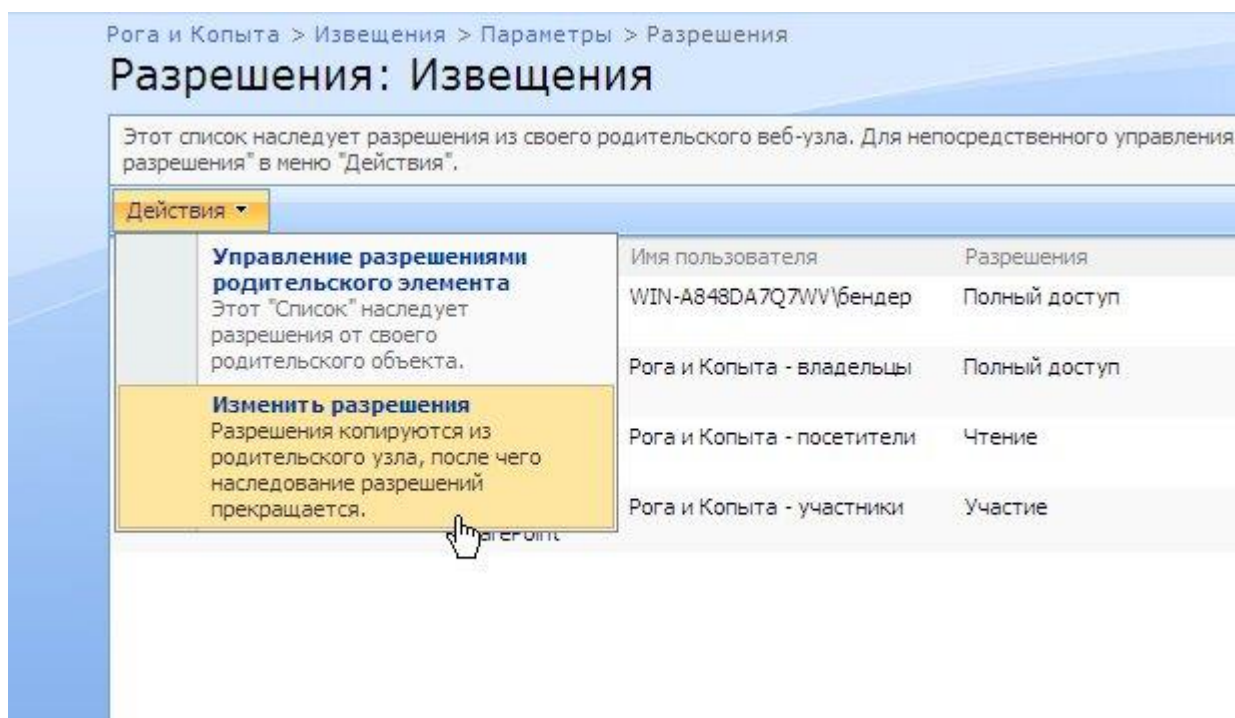 Рога и Копыта > Извещения > Параметры > Разрешения
Разрешения: Извещения
Этот список наследует разрешения из своего родительского веб-узла. Для непосредственного управления
разрешения" в меню "Действия".
Действия
Имя пользователя Разрешения
Управление разрешениями
родительского элемента
Этот "Список" наследует
разрешения от своего
родительского объекта.
WIN-A848DA7Q7WV\бендер Полный доступ
Рога и Копыта - владельцы Полный доступ
Изменить разрешения
Разрешения копируются из
родительского узла, после чего
наследование разрешений
прекращается.
Рога и Копыта - посетители Чтение
Рога и Копыта - участники Участие